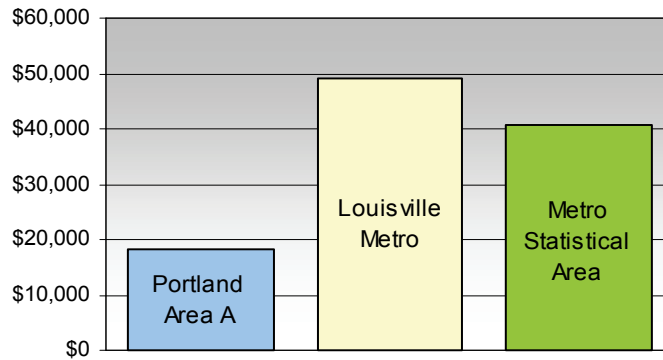 $60,000
$50,000
$40,000
$30,000
$20,000
$10,000
$0
Portland
Area A
Louisville
Metro
Metro
Statistical
Area